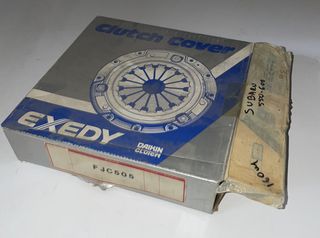 Clutch Cover
EXEDY
DAIKIN
CLUTCH
FJC505
SUBARU